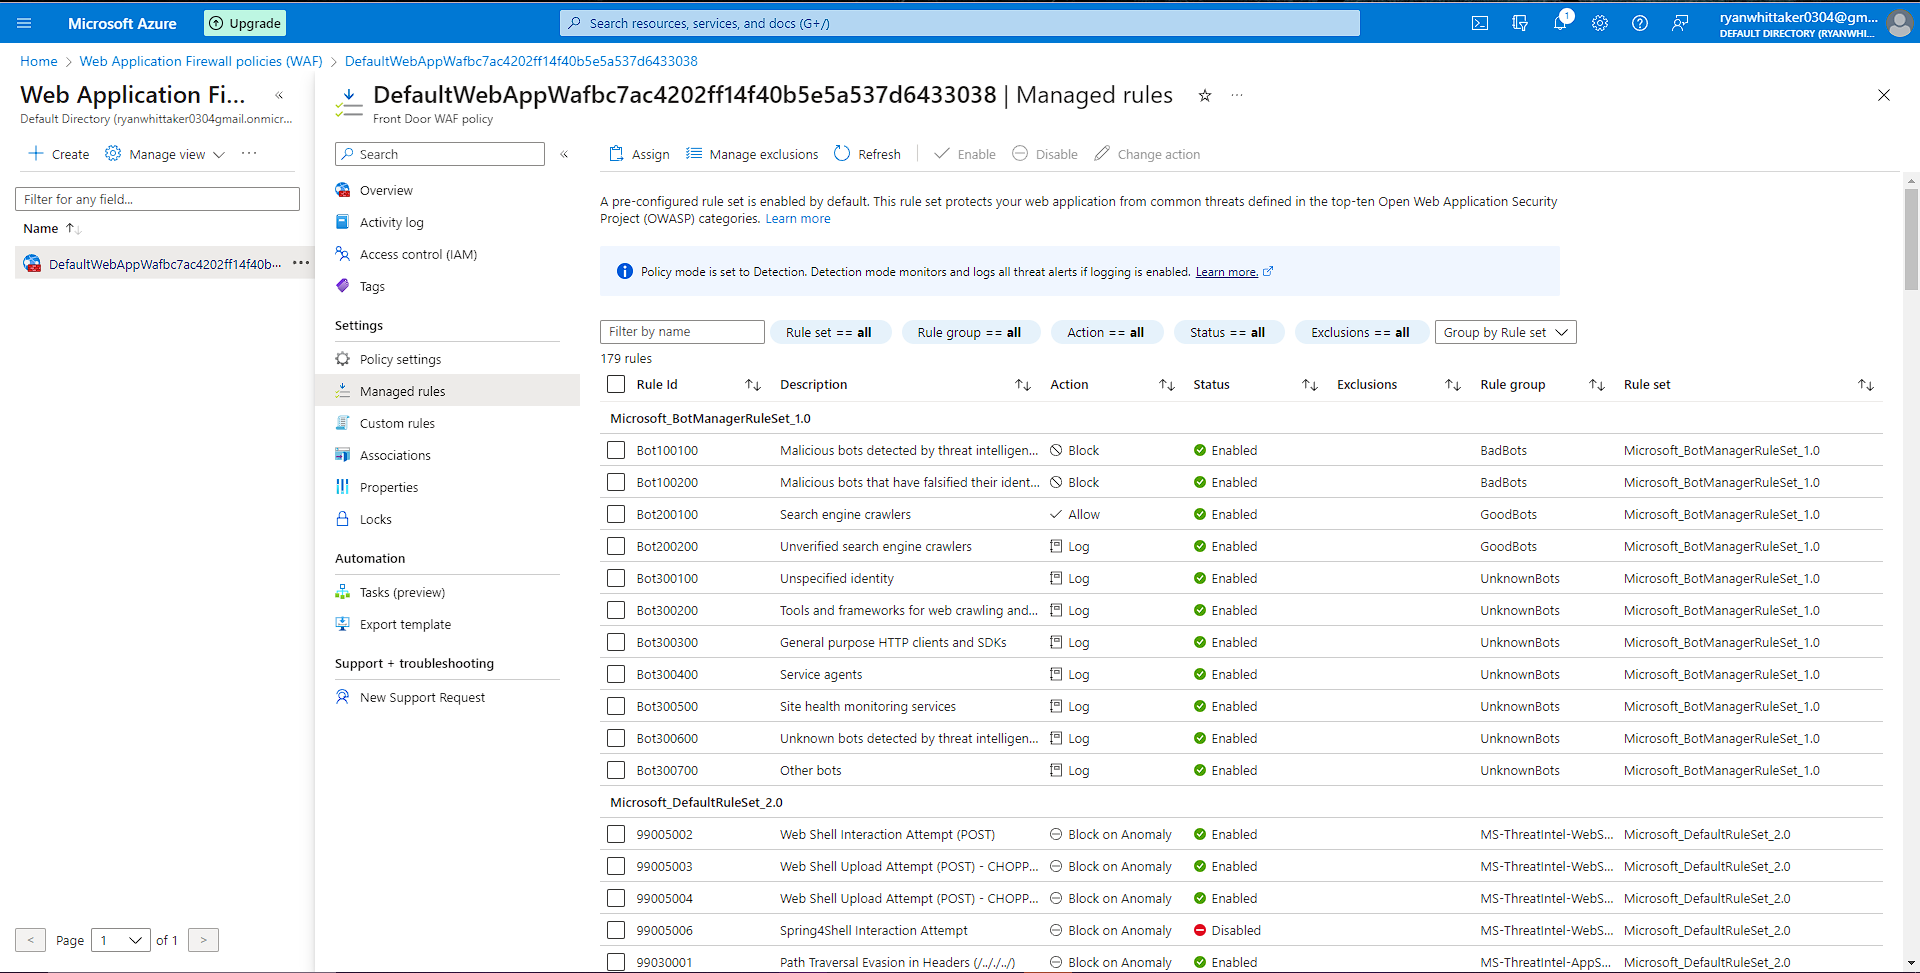 Microsoft Azure
Upgrade
Search resources, services, and docs (G+/)
1
ryanwhittaker0304@gm...
DEFAULT DIRECTORY (RYANWHI...
Home > Web Application Firewall policies (WAF) > DefaultWebAppWafbc7ac4202ff14f40b5e5a537d6433038
Web Application Fi...
Default Directory (ryanwhittaker0304gmail.onmicr...
Create Manage view ...
Filter for any field...
Name
DefaultWebAppWafbc7ac4202ff14f40b... ...
< Page 1 of 1 >
DefaultWebAppWafbc7ac4202ff14f40b5e5a537d6433038 | Managed rules
Front Door WAF policy
Search
Overview
Activity log
Access control (IAM)
Tags
Settings
Policy settings
Managed rules
Custom rules
Associations
Properties
Locks
Automation
Tasks (preview)
Export template
Support + troubleshooting
New Support Request
Assign Manage exclusions Refresh Enable Disable Change action
A pre-configured rule set is enabled by default. This rule set protects your web application from common threats defined in the top-ten Open Web Application Security
Project (OWASP) categories. Learn more
Policy mode is set to Detection. Detection mode monitors and logs all threat alerts if logging is enabled. Learn more.
Filter by name Rule set == all Rule group == all Action == all Status == all Exclusions == all Group by Rule set
179 rules
Rule Id Description Action Status Exclusions Rule group Rule set
Microsoft_BotManagerRuleSet_1.0
Bot100100 Malicious bots detected by threat intelligen... Block Enabled BadBots Microsoft_BotManagerRuleSet_1.0
Bot100200 Malicious bots that have falsified their ident... Block Enabled BadBots Microsoft_BotManagerRuleSet_1.0
Bot200100 Search engine crawlers Allow Enabled GoodBots Microsoft_BotManagerRuleSet_1.0
Bot200200 Unverified search engine crawlers Log Enabled GoodBots Microsoft_BotManagerRuleSet_1.0
Bot300100 Unspecified identity Log Enabled UnknownBots Microsoft_BotManagerRuleSet_1.0
Bot300200 Tools and frameworks for web crawling and... Log Enabled UnknownBots Microsoft_BotManagerRuleSet_1.0
Bot300300 General purpose HTTP clients and SDKs Log Enabled UnknownBots Microsoft_BotManagerRuleSet_1.0
Bot300400 Service agents Log Enabled UnknownBots Microsoft_BotManagerRuleSet_1.0
Bot300500 Site health monitoring services Log Enabled UnknownBots Microsoft_BotManagerRuleSet_1.0
Bot300600 Unknown bots detected by threat intelligen... Log Enabled UnknownBots Microsoft_BotManagerRuleSet_1.0
Bot300700 Other bots Log Enabled UnknownBots Microsoft_BotManagerRuleSet_1.0
Microsoft_DefaultRuleSet_2.0
99005002 Web Shell Interaction Attempt (POST) Block on Anomaly Enabled MS-ThreatIntel-WebS... Microsoft_DefaultRuleSet_2.0
99005003 Web Shell Upload Attempt (POST) - CHOPP... Block on Anomaly Enabled MS-ThreatIntel-WebS... Microsoft_DefaultRuleSet_2.0
99005004 Web Shell Upload Attempt (POST) - CHOPP... Block on Anomaly Enabled MS-ThreatIntel-WebS... Microsoft_DefaultRuleSet_2.0
99005006 Spring4Shell Interaction Attempt Block on Anomaly Disabled MS-ThreatIntel-WebS... Microsoft_DefaultRuleSet_2.0
99030001 Path Traversal Evasion in Headers (/.././../) Block on Anomaly Enabled MS-ThreatIntel-AppS... Microsoft_DefaultRuleSet_2.0